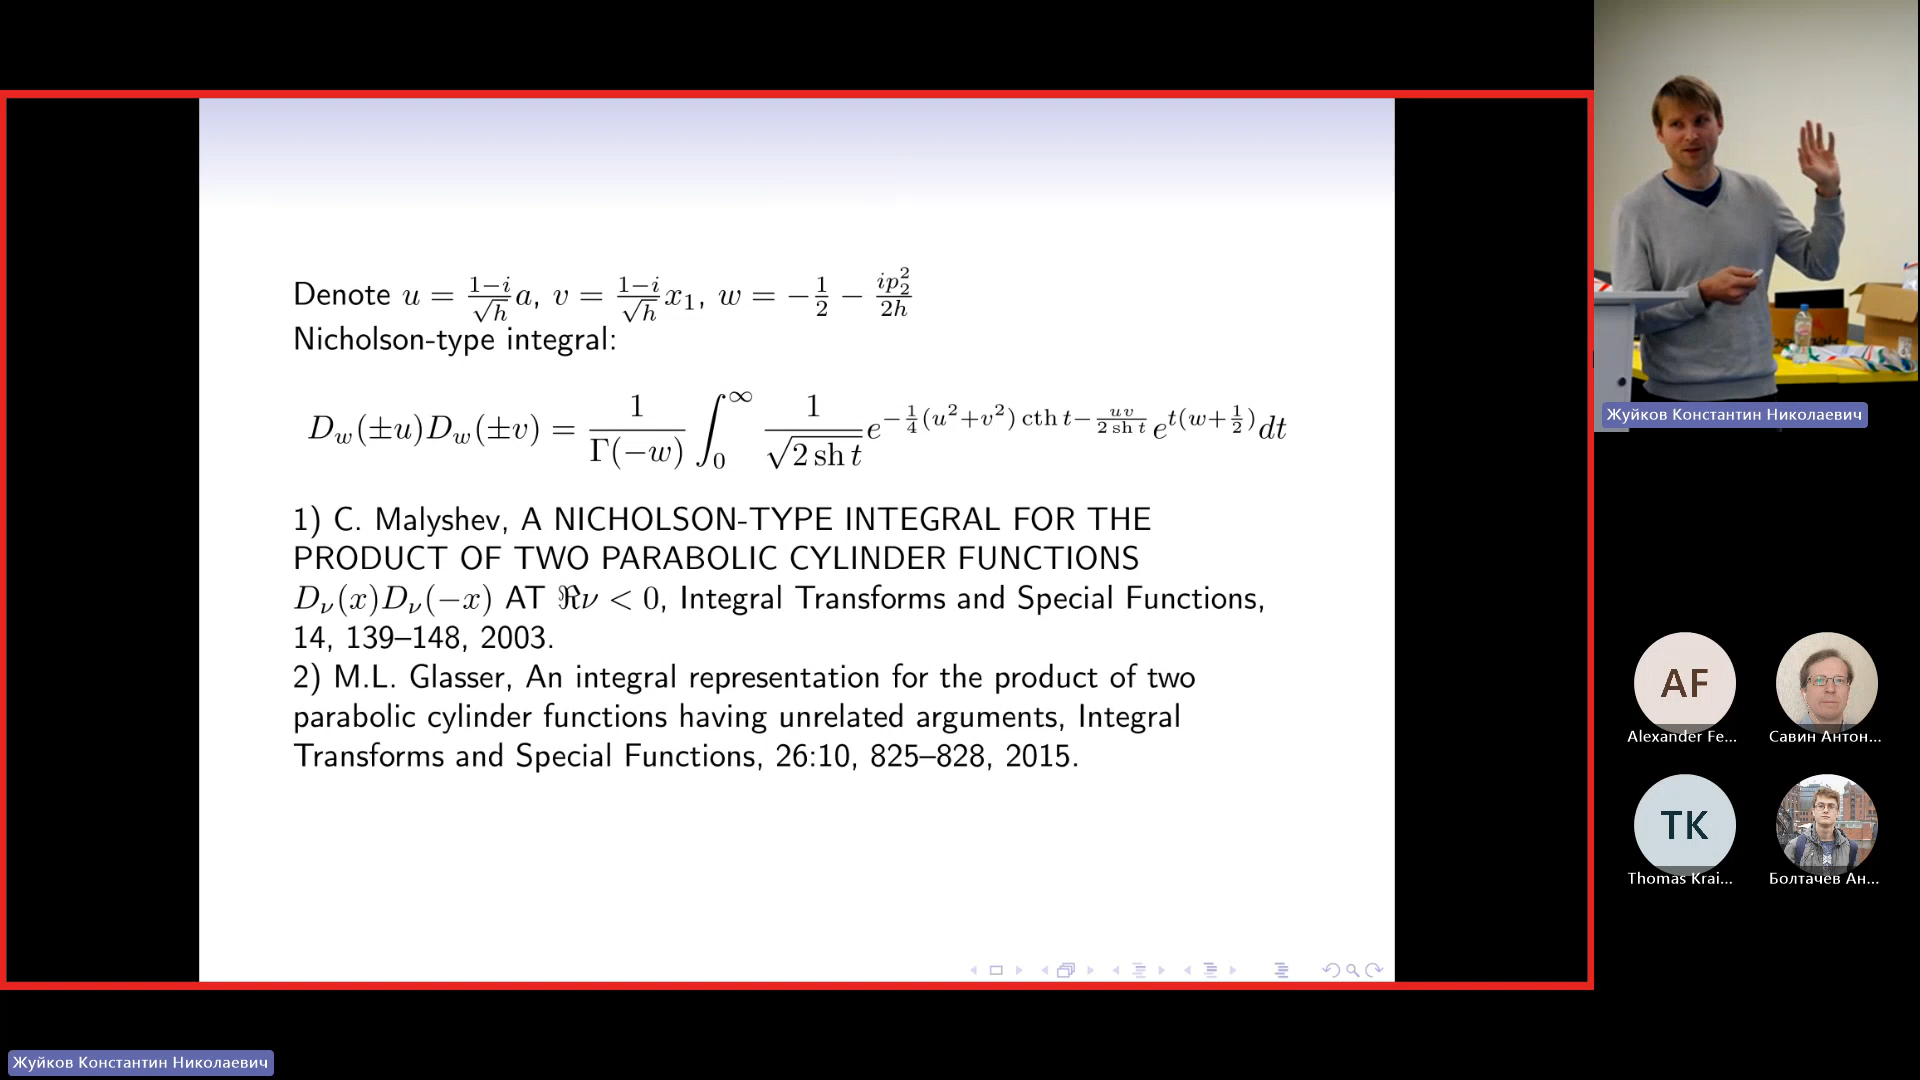 Denote $u = \frac{1-i}{\sqrt{h}}a$, $v = \frac{1-i}{\sqrt{h}}x_1$, $w = -\frac{1}{2} - \frac{ip_2^2}{2h}$
Nicholson-type integral:
$D_w(\pm u)D_w(\pm v) = \frac{1}{\Gamma(-w)} \int_0^\infty \frac{1}{\sqrt{2\,\mathrm{sh}\,t}} e^{-\frac{1}{4}(u^2+v^2)\,\mathrm{cth}\,t - \frac{uv}{2\,\mathrm{sh}\,t}} e^{t(w+\frac{1}{2})} dt$
1) C. Malyshev, A NICHOLSON-TYPE INTEGRAL FOR THE
PRODUCT OF TWO PARABOLIC CYLINDER FUNCTIONS
$D_\nu(x)D_\nu(-x)$ AT $\Re\nu < 0$, Integral Transforms and Special Functions,
14, 139–148, 2003.
2) M.L. Glasser, An integral representation for the product of two
parabolic cylinder functions having unrelated arguments, Integral
Transforms and Special Functions, 26:10, 825–828, 2015.
Жуйков Константин Николаевич
AF
Alexander Fe...
Савин Антон...
TK
Thomas Krai...
Болтачев Ан...
Жуйков Константин Николаевич